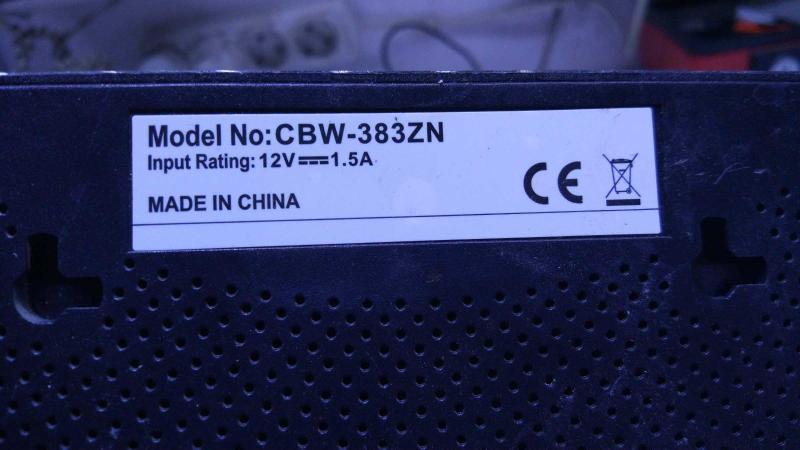 Model No:CBW-383ZN
Input Rating: 12V⎓1.5A
MADE IN CHINA
CE